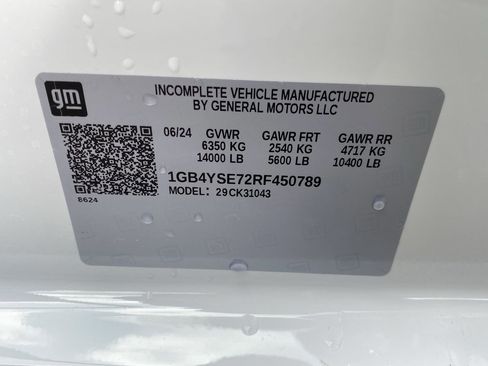 gm
INCOMPLETE VEHICLE MANUFACTURED
BY GENERAL MOTORS LLC
06/24 GVWR GAWR FRT GAWR RR
6350 KG 2540 KG 4717 KG
14000 LB 5600 LB 10400 LB
1GB4YSE72RF450789
MODEL: 29CK31043
8624